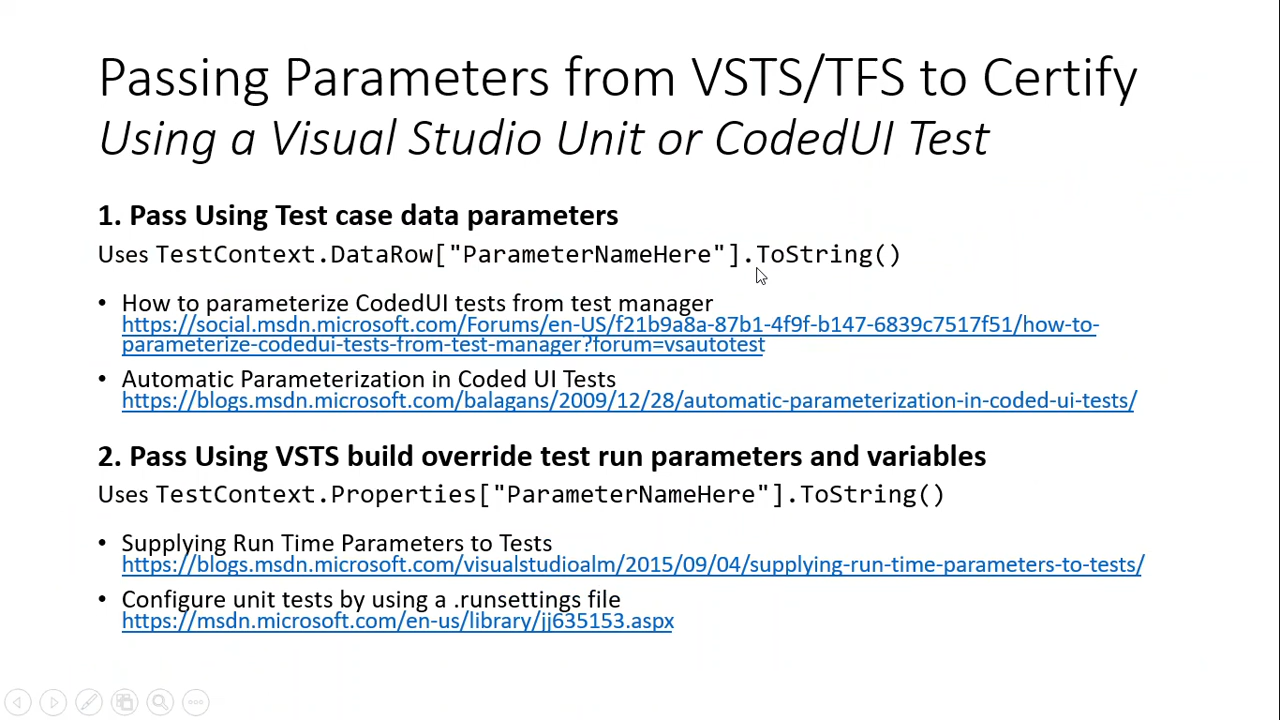 Passing Parameters from VSTS/TFS to Certify
Using a Visual Studio Unit or CodedUI Test
1. Pass Using Test case data parameters
Uses TestContext.DataRow["ParameterNameHere"].ToString()
• How to parameterize CodedUI tests from test manager
https://social.msdn.microsoft.com/Forums/en-US/f21b9a8a-87b1-4f9f-b147-6839c7517f51/how-to-
parameterize-codedui-tests-from-test-manager?forum=vsautotest
• Automatic Parameterization in Coded UI Tests
https://blogs.msdn.microsoft.com/balagans/2009/12/28/automatic-parameterization-in-coded-ui-tests/
2. Pass Using VSTS build override test run parameters and variables
Uses TestContext.Properties["ParameterNameHere"].ToString()
• Supplying Run Time Parameters to Tests
https://blogs.msdn.microsoft.com/visualstudioalm/2015/09/04/supplying-run-time-parameters-to-tests/
• Configure unit tests by using a .runsettings file
https://msdn.microsoft.com/en-us/library/jj635153.aspx